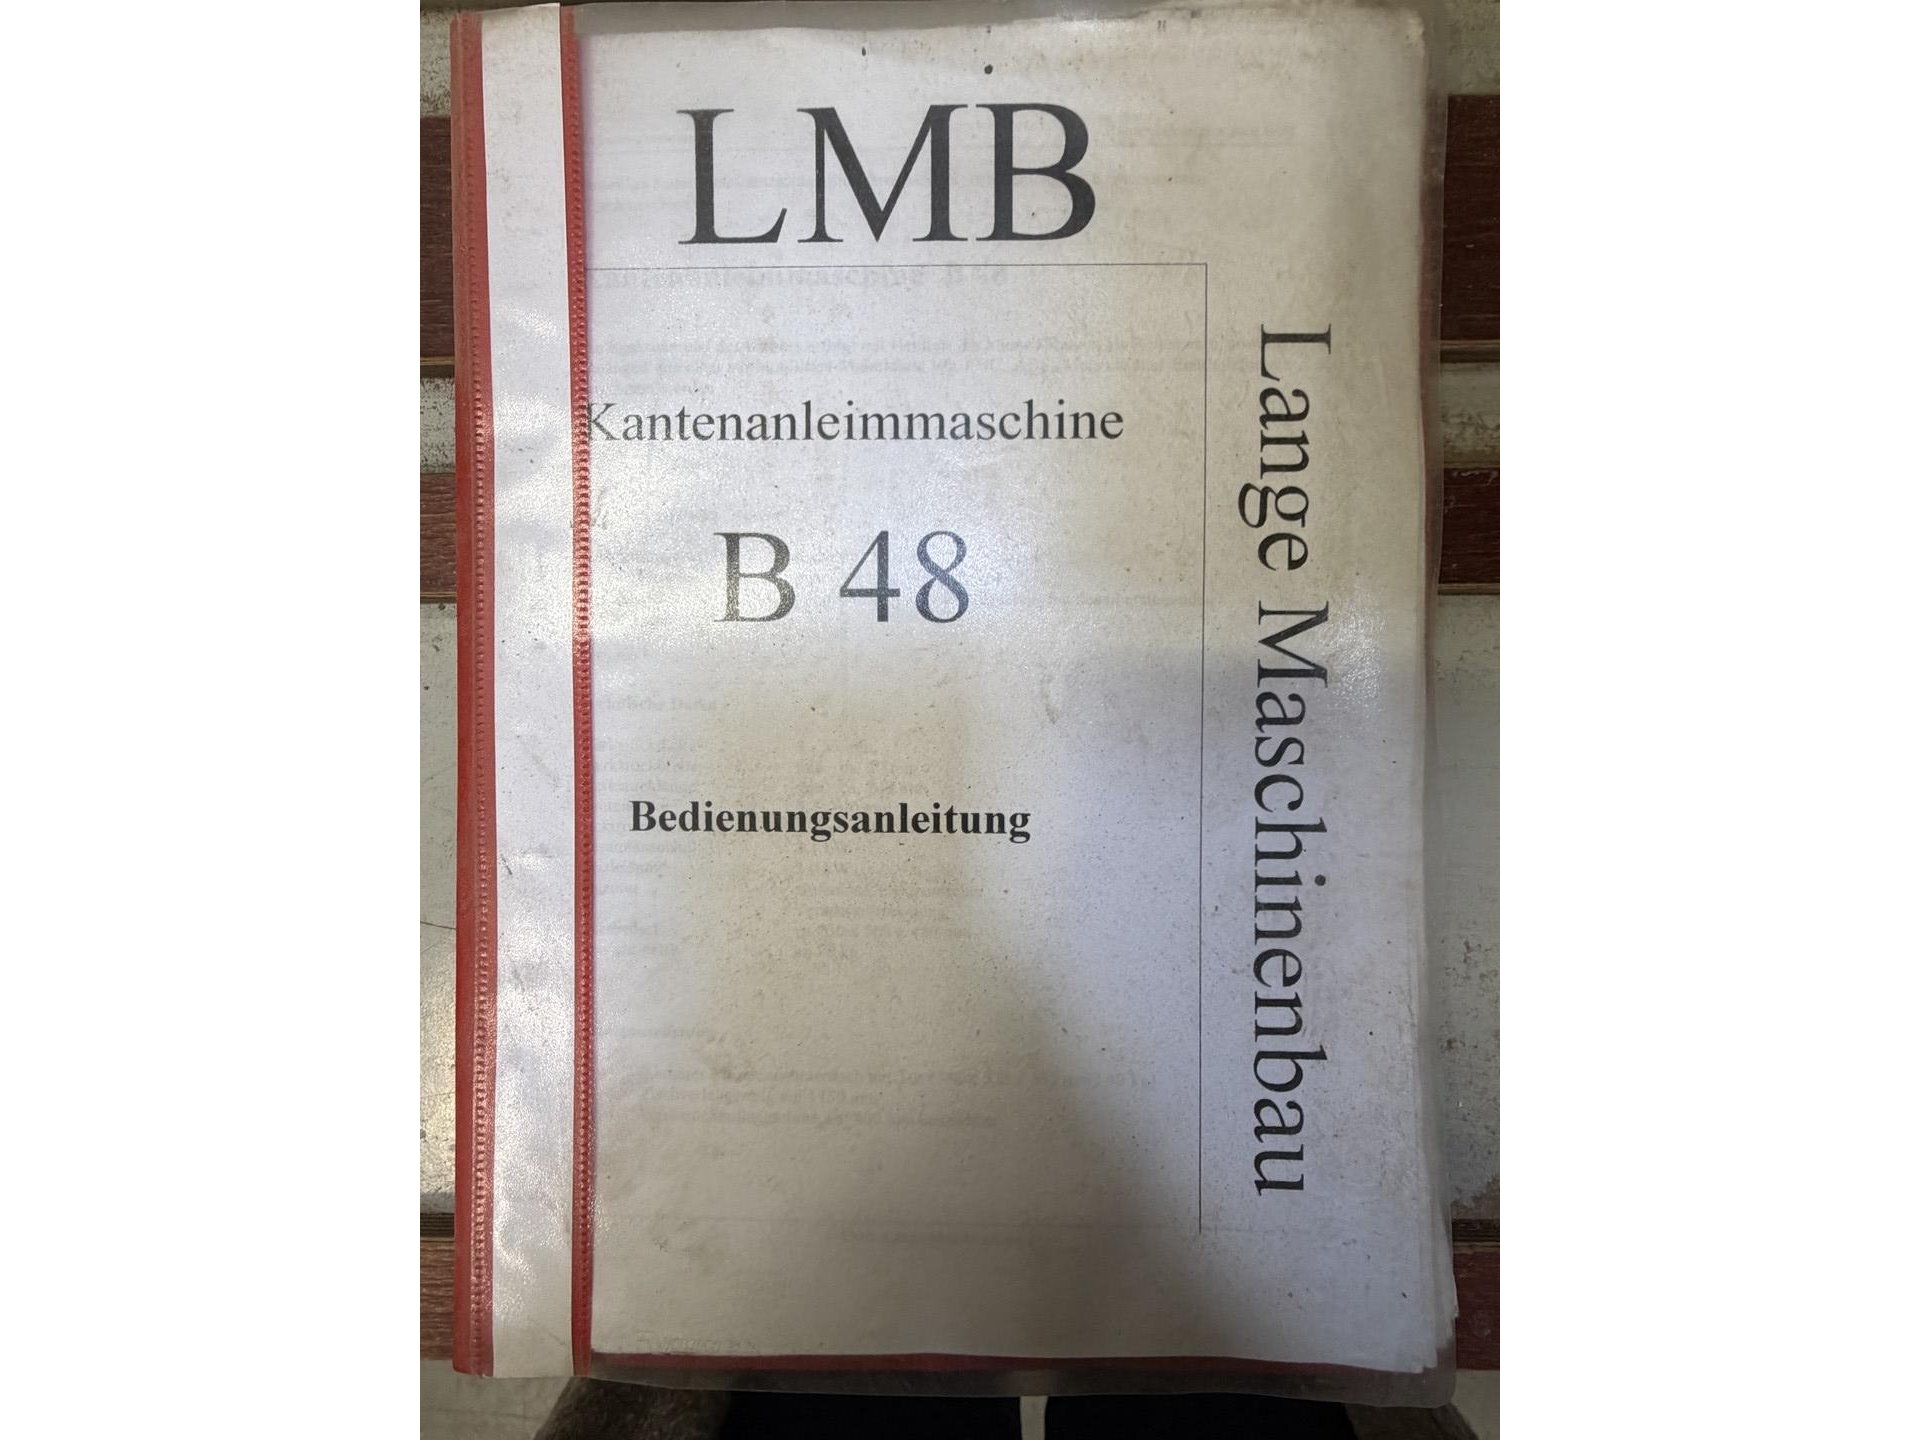 LMB
Kantenanleimmaschine
B 48
Bedienungsanleitung
Lange Maschinenbau